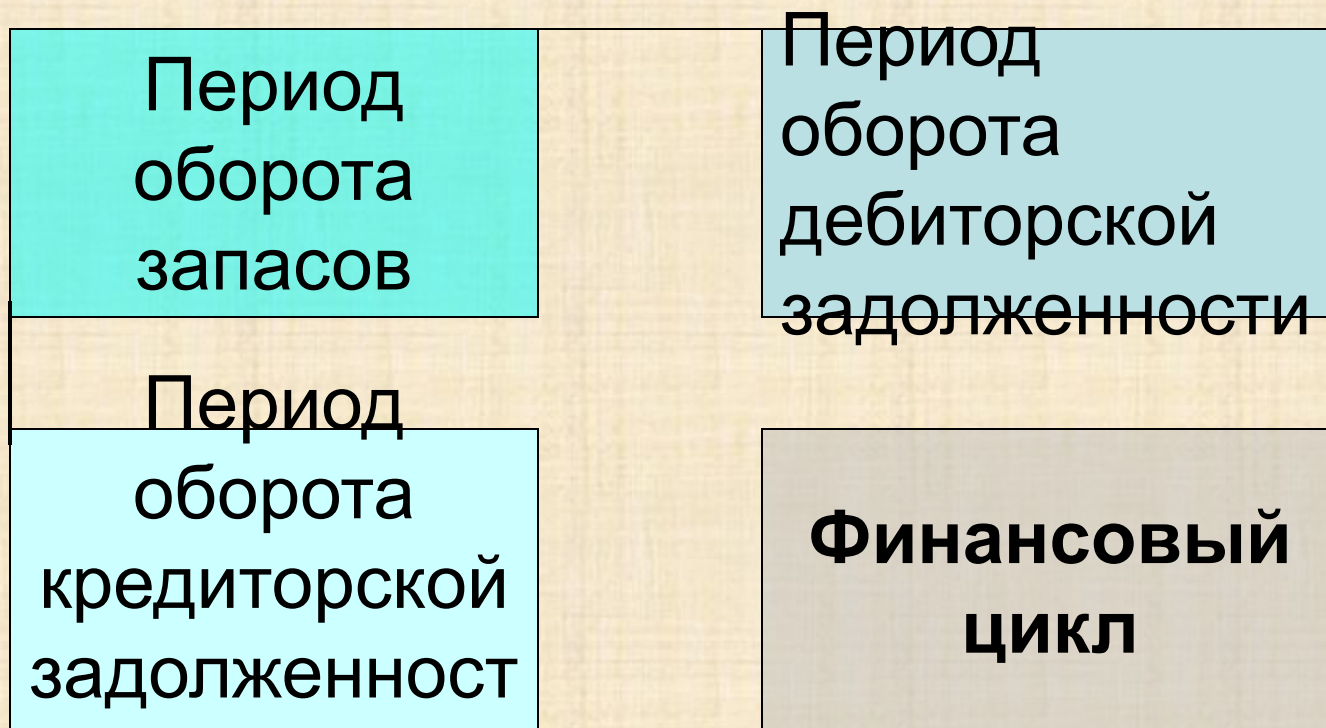 Период
оборота
запасов
Период
оборота
дебиторской
задолженности
Период
оборота
кредиторской
задолженност
Финансовый
цикл